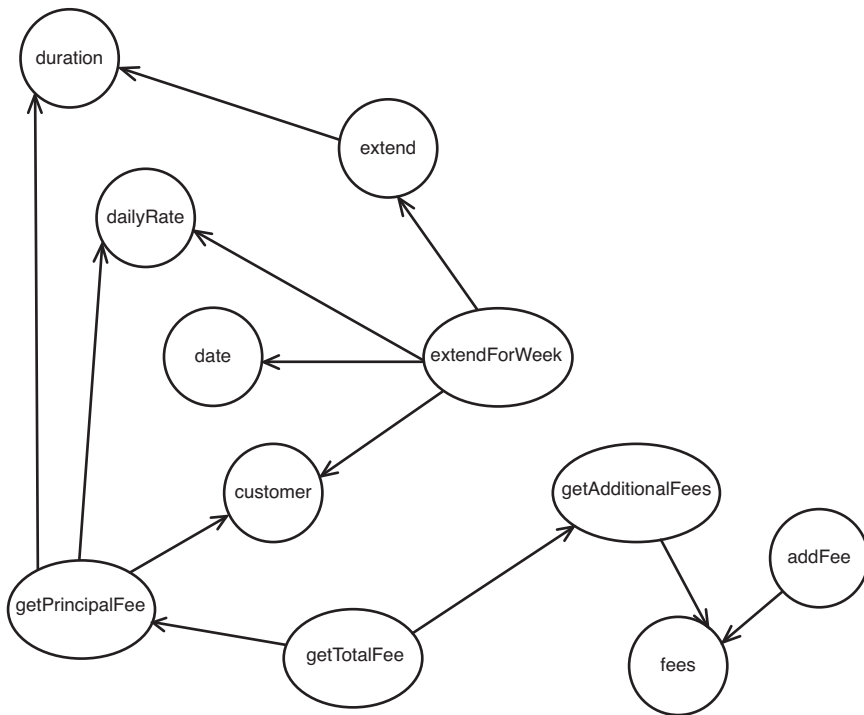 duration
extend
dailyRate
date
extendForWeek
customer
getAdditionalFees
addFee
getPrincipalFee
getTotalFee
fees